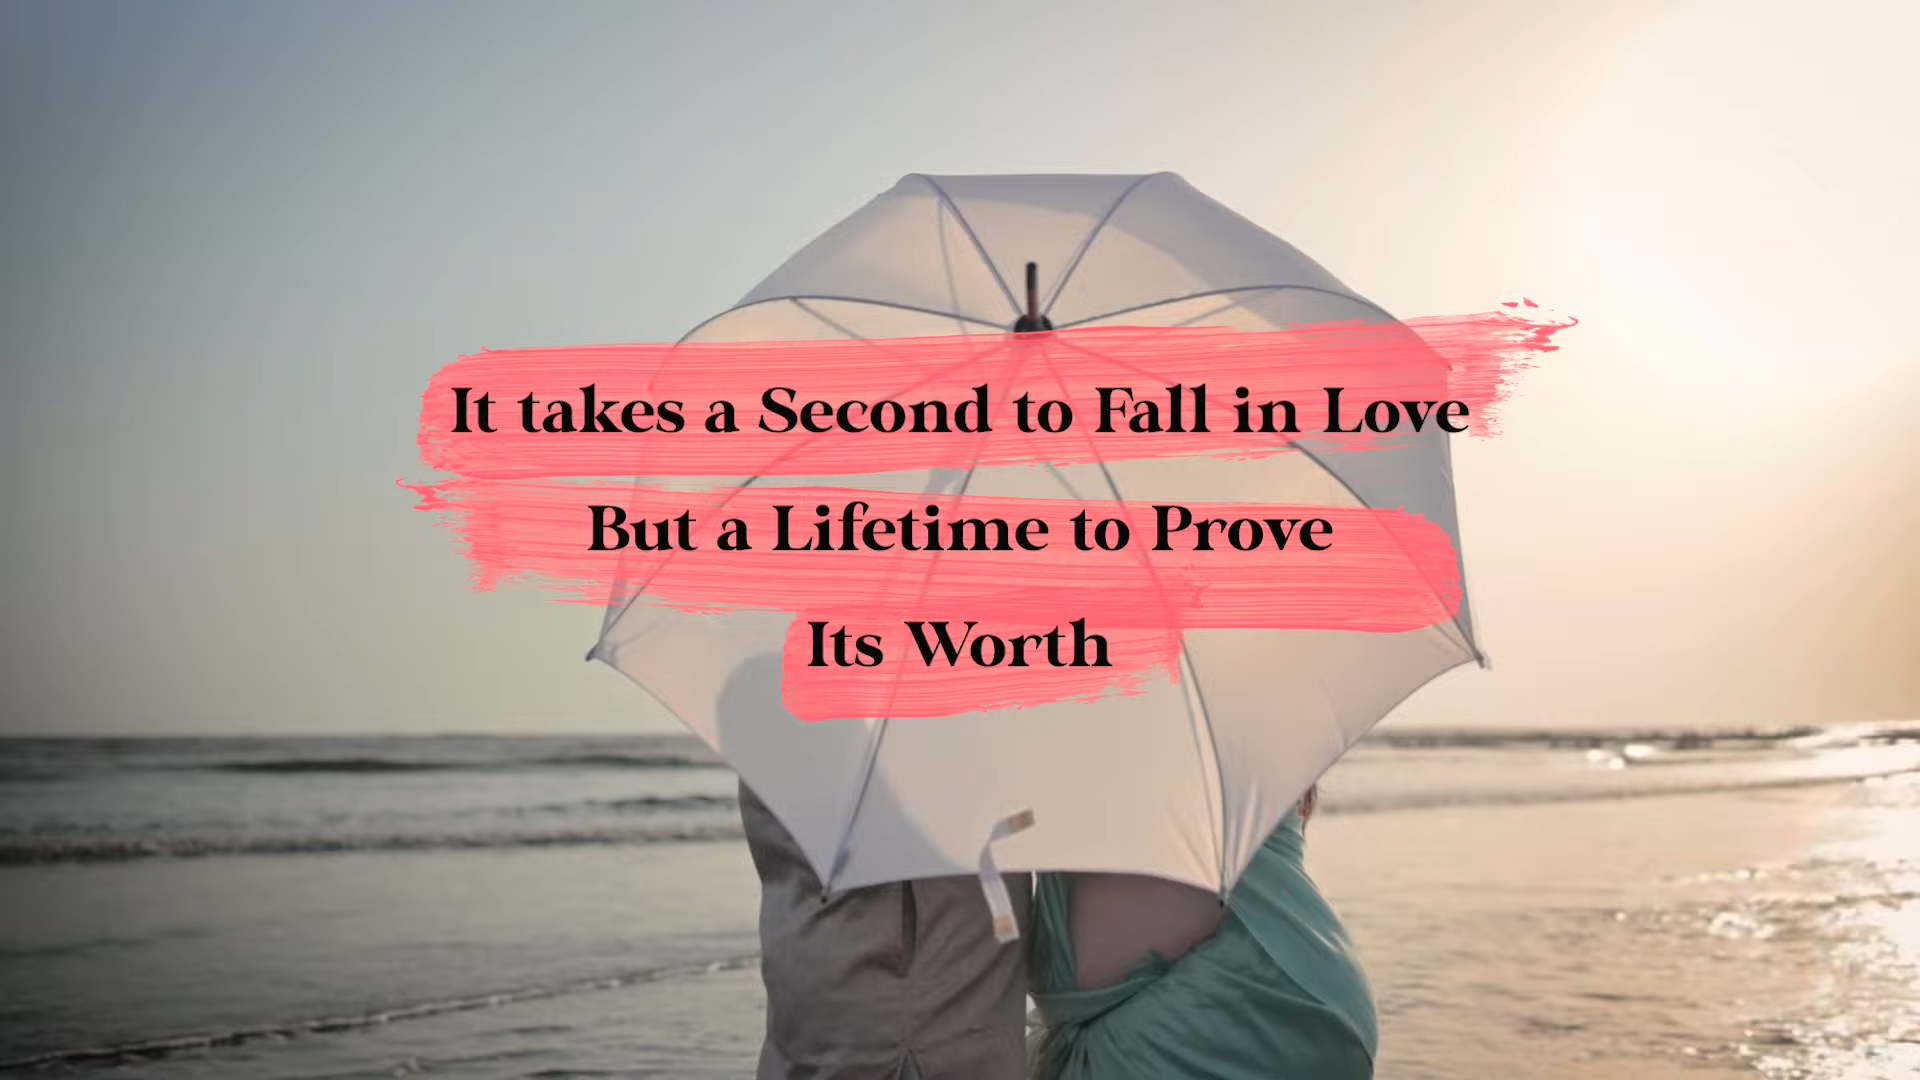 It takes a Second to Fall in Love
But a Lifetime to Prove
Its Worth